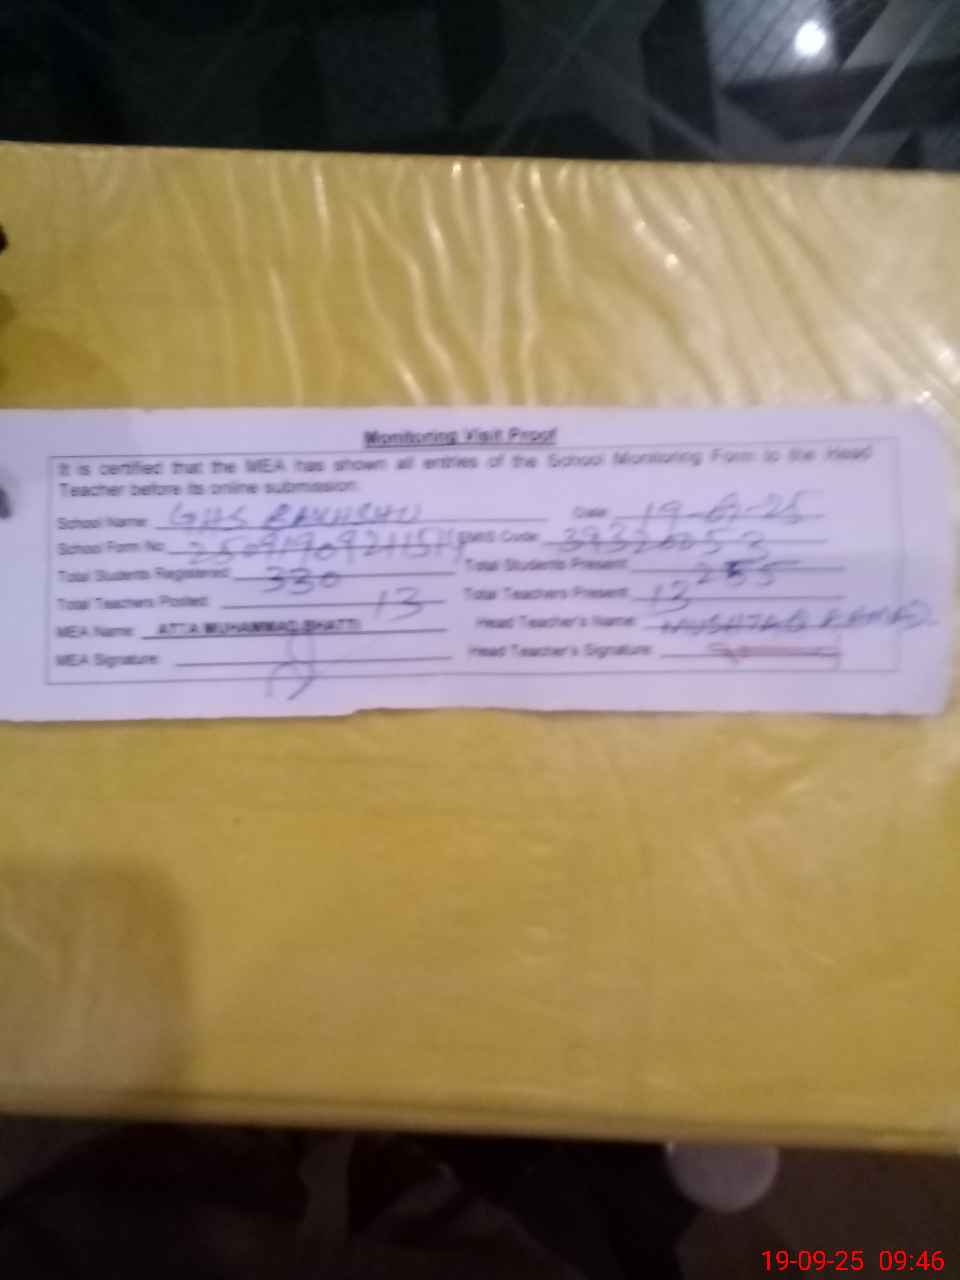 Monitoring Visit Proof
It is certified that the MEA has shown all entries of the School Monitoring Form to the Head
Teacher before its online submission.
School Name: GHS Date: 19-09-25
School Form No: EMIS Code:
Total Students Registered: 330 Total Students Present: 255
Total Teachers Posted: 13 Total Teachers Present: 13
MEA Name: ATTA MUHAMMAD BHATTI Head Teacher's Name: MUSHTAQ AHMAD
MEA Signature: Head Teacher's Signature:
19-09-25 09:46